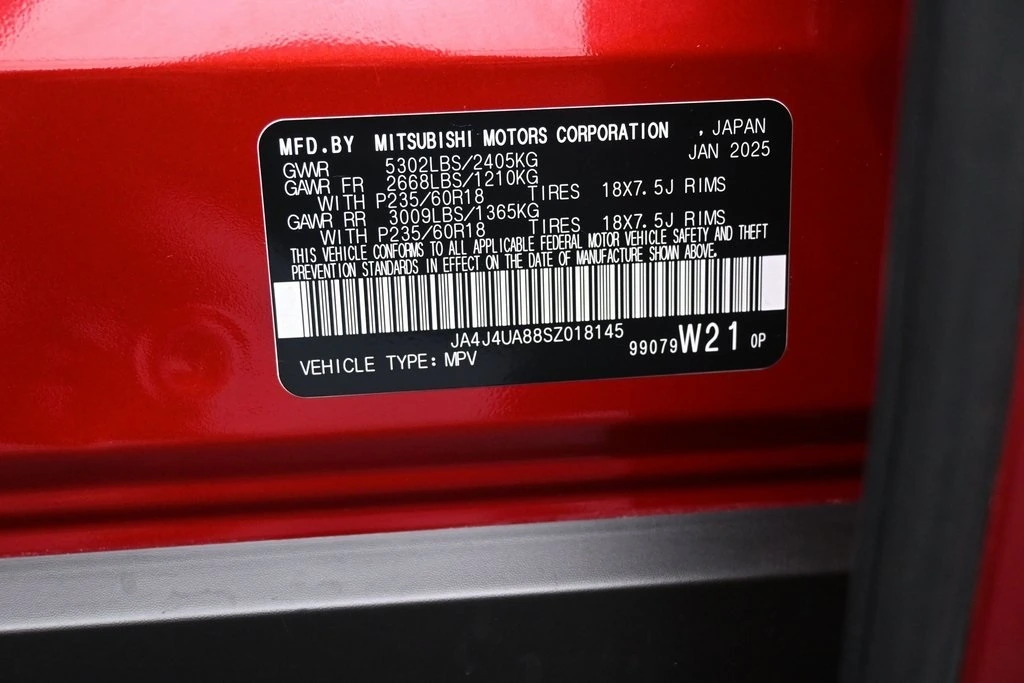 MFD.BY MITSUBISHI MOTORS CORPORATION , JAPAN
JAN 2025
GVWR 5302LBS/2405KG
GAWR FR 2668LBS/1210KG
WITH P235/60R18 TIRES 18X7.5J RIMS
GAWR RR 3009LBS/1365KG
WITH P235/60R18 TIRES 18X7.5J RIMS
THIS VEHICLE CONFORMS TO ALL APPLICABLE FEDERAL MOTOR VEHICLE SAFETY AND THEFT
PREVENTION STANDARDS IN EFFECT ON THE DATE OF MANUFACTURE SHOWN ABOVE.
JA4J4UA88SZ018145
VEHICLE TYPE: MPV 99079 W21 OP